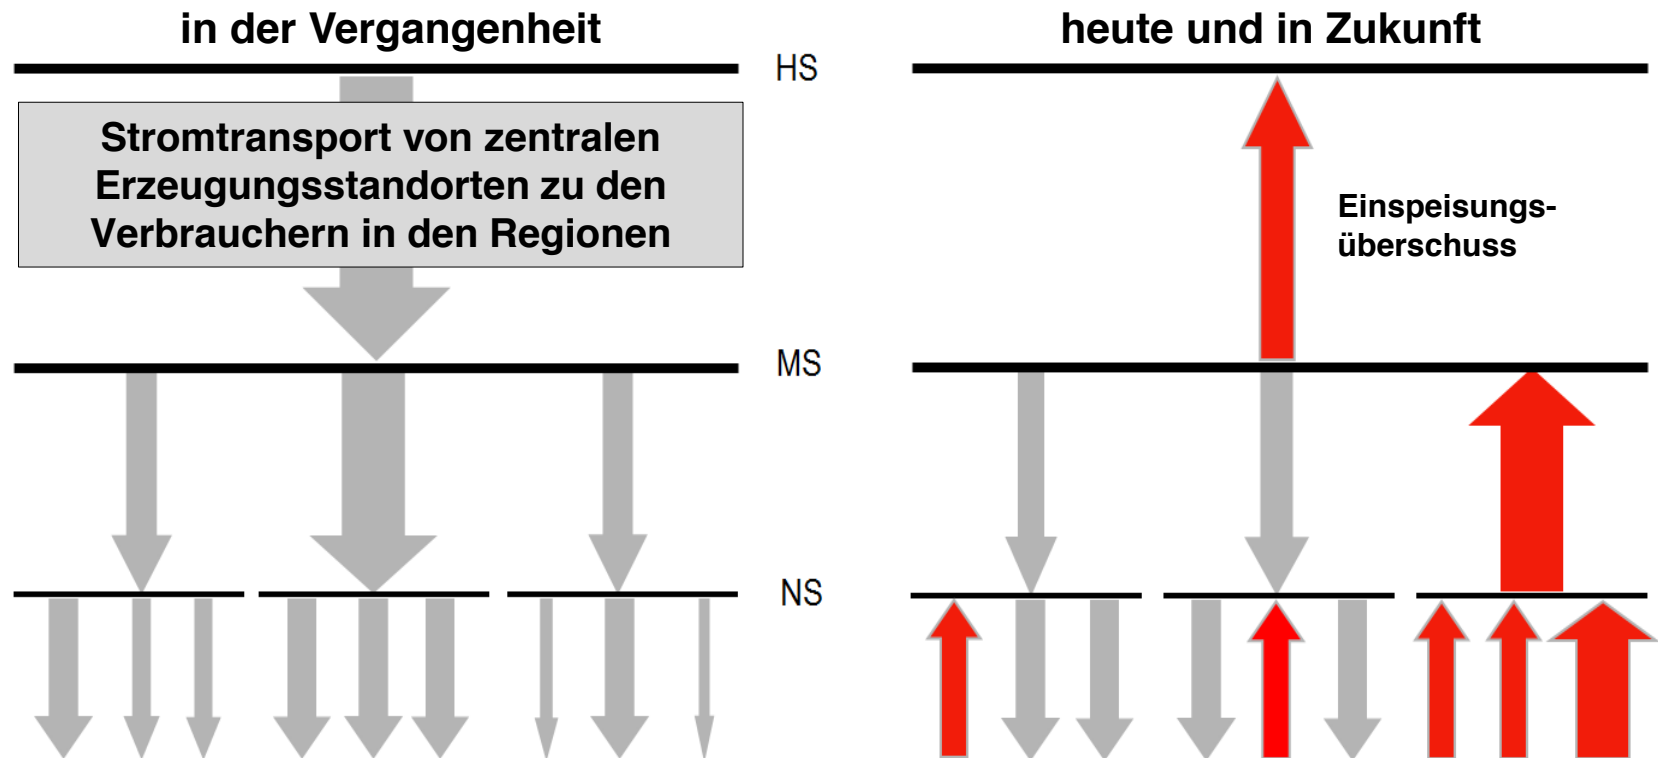 in der Vergangenheit
heute und in Zukunft
HS
Stromtransport von zentralen
Erzeugungsstandorten zu den
Verbrauchern in den Regionen
Einspeisungs-
überschuss
MS
NS